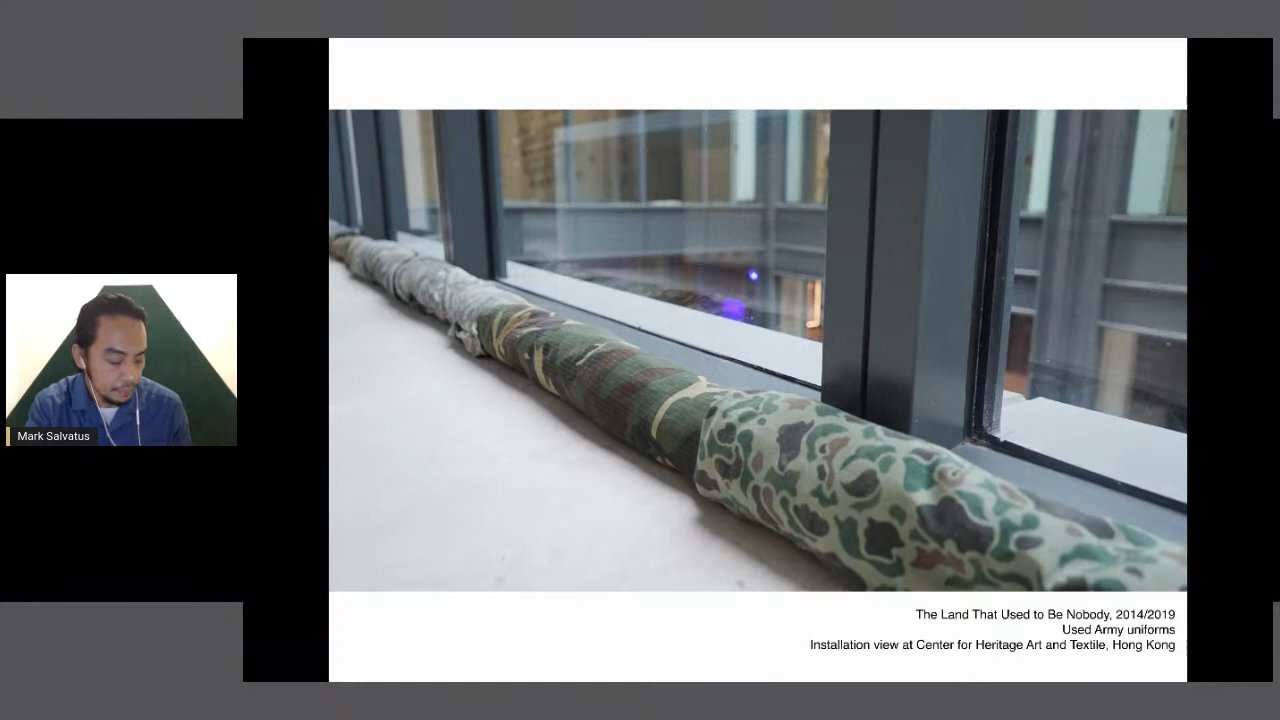 Mark Salvatus
The Land That Used to Be Nobody, 2014/2019
Used Army uniforms
Installation view at Center for Heritage Art and Textile, Hong Kong